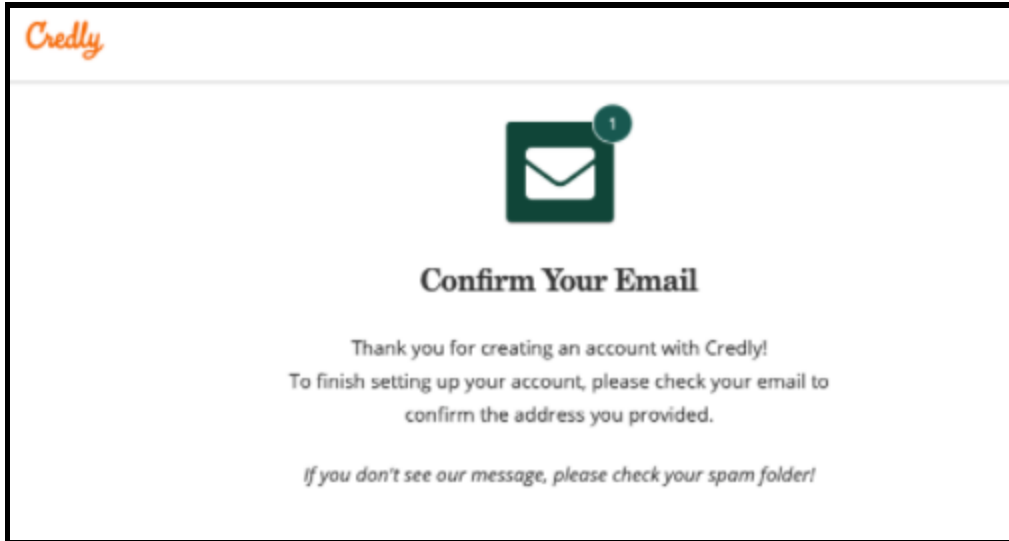 Credly
1
Confirm Your Email
Thank you for creating an account with Credly!
To finish setting up your account, please check your email to
confirm the address you provided.
If you don't see our message, please check your spam folder!